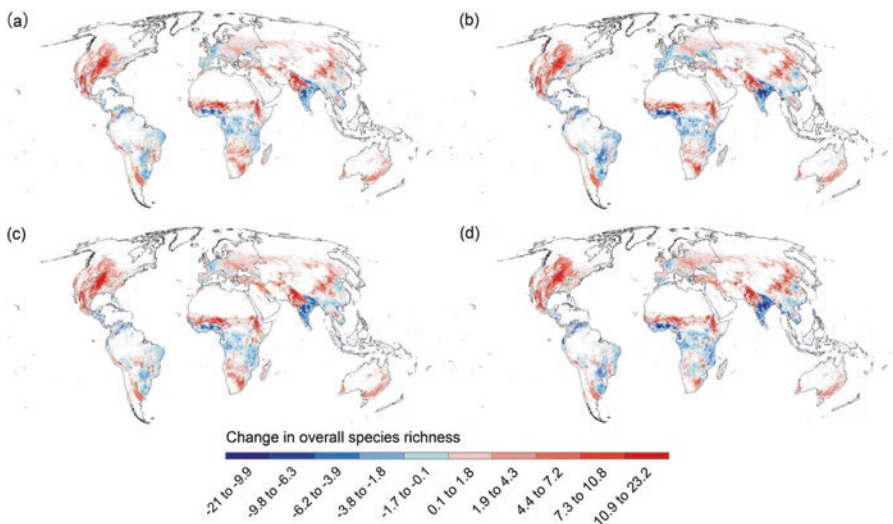 (a)
(b)
(c)
(d)
Change in overall species richness
-21 to -9.9
-9.8 to -6.3
-6.2 to -3.9
-3.8 to -1.8
-1.7 to -0.1
0.1 to 1.8
1.9 to 4.3
4.4 to 7.2
7.3 to 10.8
10.9 to 23.2